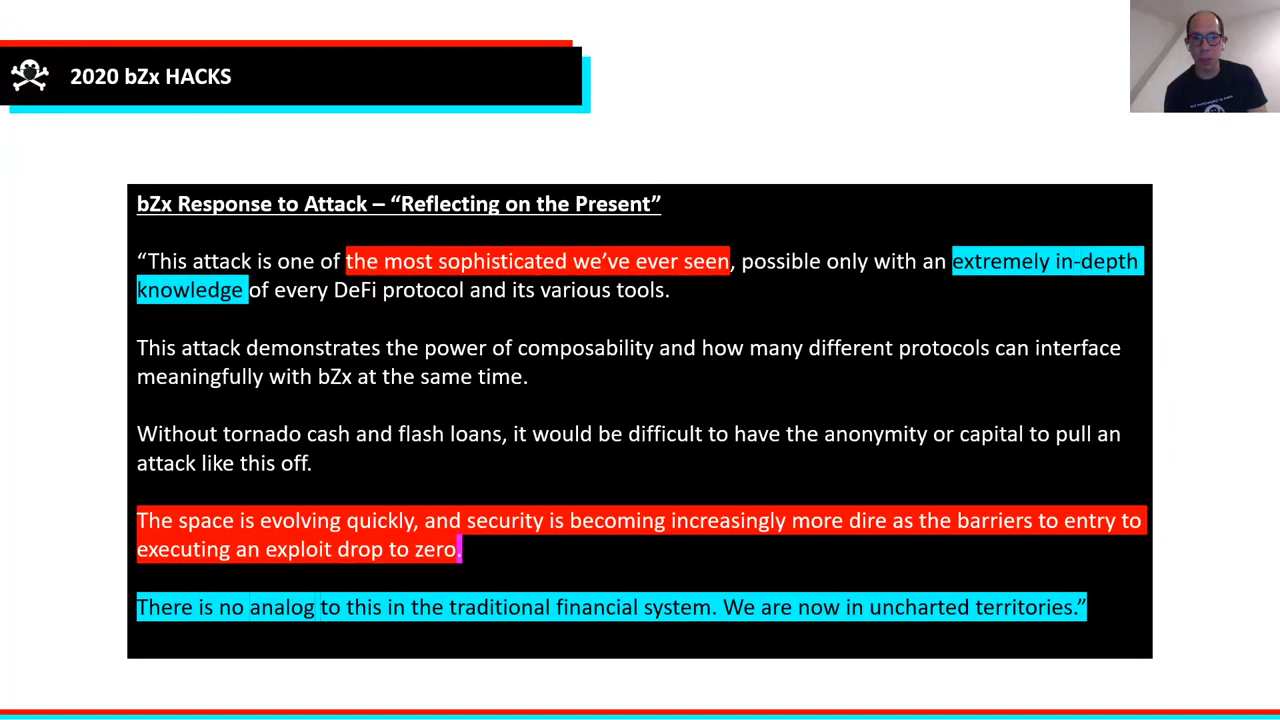 2020 bZx HACKS
bZx Response to Attack – “Reflecting on the Present”
“This attack is one of the most sophisticated we’ve ever seen, possible only with an extremely in-depth
knowledge of every DeFi protocol and its various tools.
This attack demonstrates the power of composability and how many different protocols can interface
meaningfully with bZx at the same time.
Without tornado cash and flash loans, it would be difficult to have the anonymity or capital to pull an
attack like this off.
The space is evolving quickly, and security is becoming increasingly more dire as the barriers to entry to
executing an exploit drop to zero.
There is no analog to this in the traditional financial system. We are now in uncharted territories.”